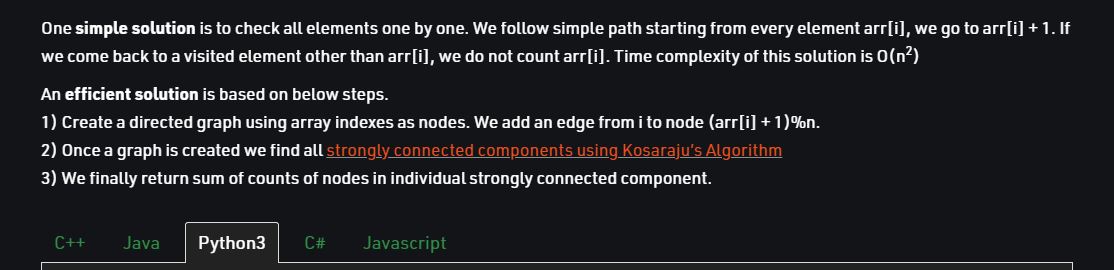 One simple solution is to check all elements one by one. We follow simple path starting from every element arr[i], we go to arr[i] + 1. If
we come back to a visited element other than arr[i], we do not count arr[i]. Time complexity of this solution is O(n²)
An efficient solution is based on below steps.
1) Create a directed graph using array indexes as nodes. We add an edge from i to node (arr[i] + 1)%n.
2) Once a graph is created we find all strongly connected components using Kosaraju's Algorithm
3) We finally return sum of counts of nodes in individual strongly connected component.
C++ Java Python3 C# Javascript